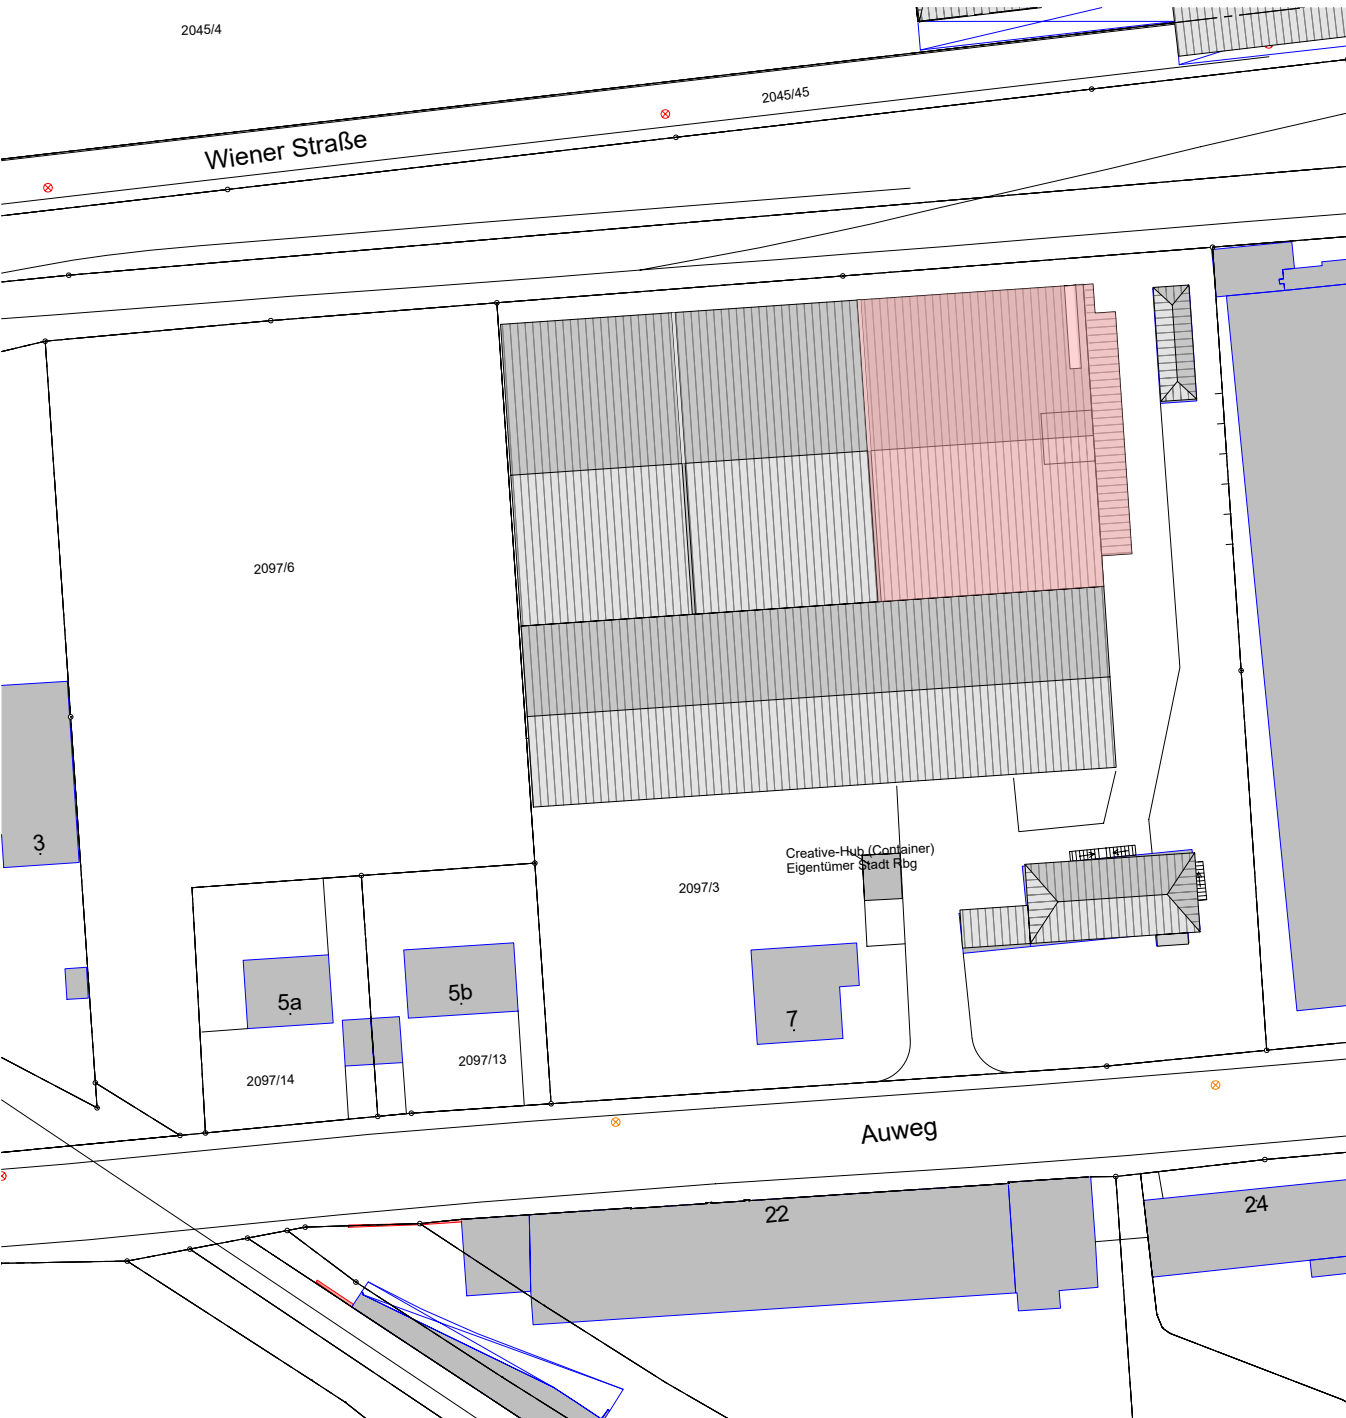 2045/4
2045/45
Wiener Straße
2097/6
3
Creative-Hub (Container)
Eigentümer Stadt Rbg
2097/3
5a
5b
7
2097/13
2097/14
Auweg
22
24